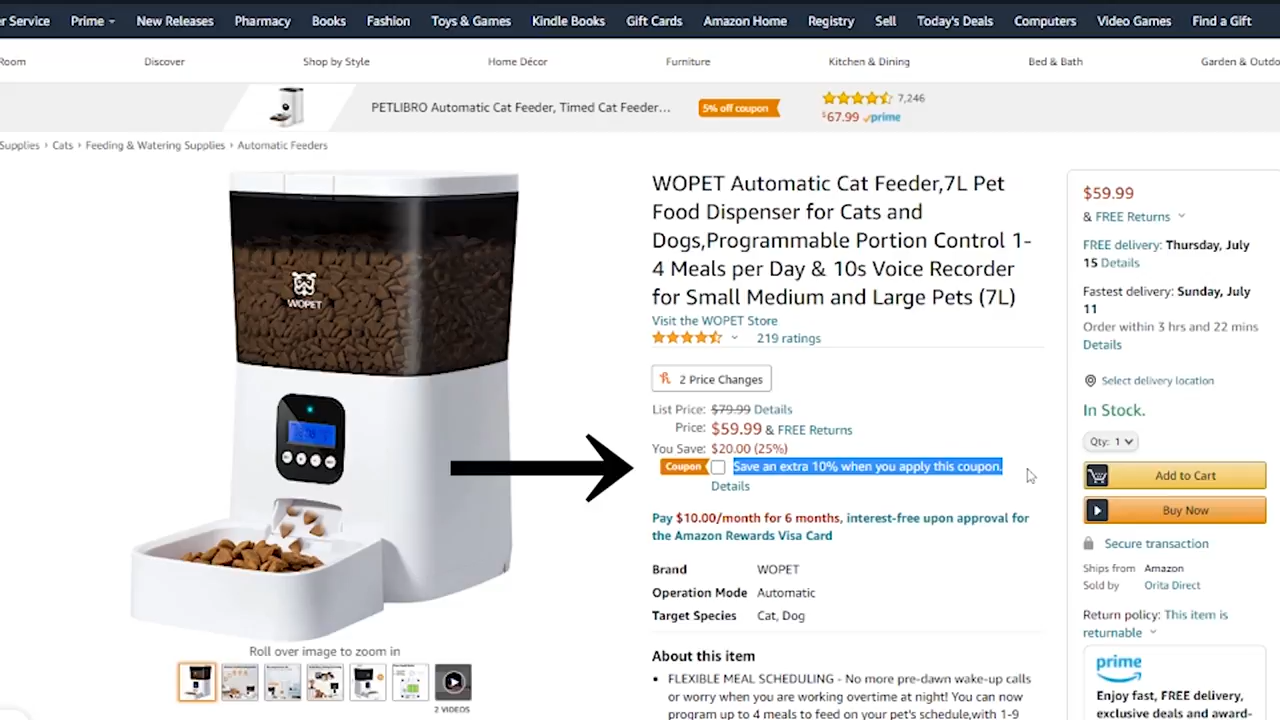 er Service Prime New Releases Pharmacy Books Fashion Toys & Games Kindle Books Gift Cards Amazon Home Registry Sell Today's Deals Computers Video Games Find a Gift
Room Discover Shop by Style Home Décor Furniture Kitchen & Dining Bed & Bath Garden & Outdo
PETLIBRO Automatic Cat Feeder, Timed Cat Feeder... 5% off coupon 7,246
$67.99 prime
Supplies › Cats › Feeding & Watering Supplies › Automatic Feeders
WOPET
Roll over image to zoom in
2 VIDEOS
WOPET Automatic Cat Feeder,7L Pet
Food Dispenser for Cats and
Dogs,Programmable Portion Control 1-
4 Meals per Day & 10s Voice Recorder
for Small Medium and Large Pets (7L)
Visit the WOPET Store
219 ratings
2 Price Changes
List Price: $79.99 Details
Price: $59.99 & FREE Returns
You Save: $20.00 (25%)
Coupon Save an extra 10% when you apply this coupon.
Details
Pay $10.00/month for 6 months, interest-free upon approval for
the Amazon Rewards Visa Card
Brand WOPET
Operation Mode Automatic
Target Species Cat, Dog
About this item
• FLEXIBLE MEAL SCHEDULING - No more pre-dawn wake-up calls
or worry when you are working overtime at night! You can now
program up to 4 meals to feed on your pet's schedule,with 1-9
$59.99
& FREE Returns
FREE delivery: Thursday, July
15 Details
Fastest delivery: Sunday, July
11
Order within 3 hrs and 22 mins
Details
Select delivery location
In Stock.
Qty: 1
Add to Cart
Buy Now
Secure transaction
Ships from Amazon
Sold by Orita Direct
Return policy: This item is
returnable
prime
Enjoy fast, FREE delivery,
exclusive deals and award-